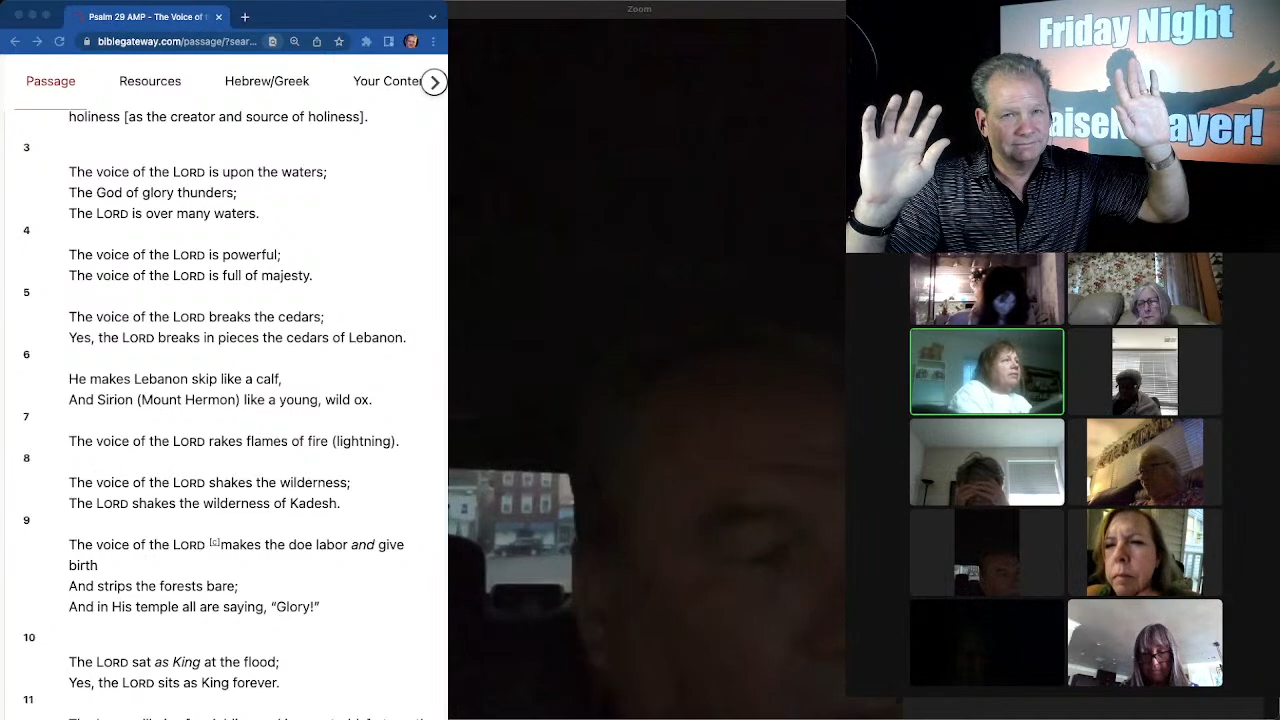 Psalm 29 AMP - The Voice of
biblegateway.com/passage/?sear...
Passage Resources Hebrew/Greek Your Conte
holiness [as the creator and source of holiness].
3
The voice of the LORD is upon the waters;
The God of glory thunders;
The LORD is over many waters.
4
The voice of the LORD is powerful;
The voice of the LORD is full of majesty.
5
The voice of the LORD breaks the cedars;
Yes, the LORD breaks in pieces the cedars of Lebanon.
6
He makes Lebanon skip like a calf,
And Sirion (Mount Hermon) like a young, wild ox.
7
The voice of the LORD rakes flames of fire (lightning).
8
The voice of the LORD shakes the wilderness;
The LORD shakes the wilderness of Kadesh.
9
The voice of the LORD [c]makes the doe labor and give
birth
And strips the forests bare;
And in His temple all are saying, “Glory!”
10
The LORD sat as King at the flood;
Yes, the LORD sits as King forever.
11
Zoom
Friday Night
aise ayer!